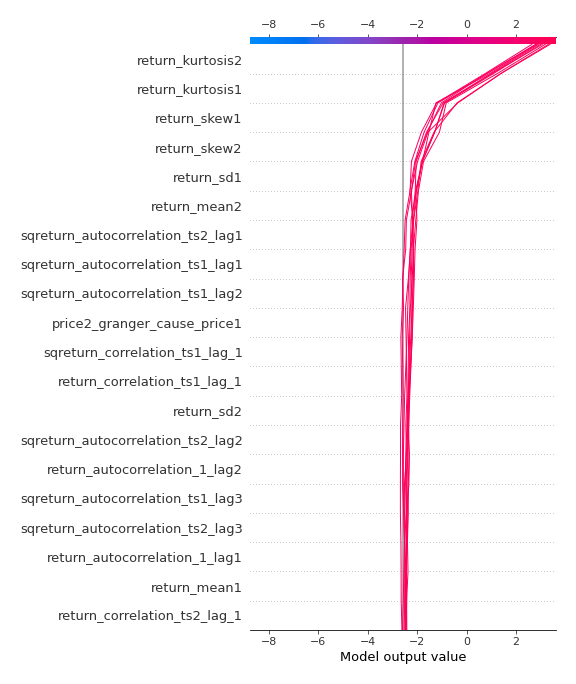 −8 −6 −4 −2 0 2
return_kurtosis2
return_kurtosis1
return_skew1
return_skew2
return_sd1
return_mean2
sqreturn_autocorrelation_ts2_lag1
sqreturn_autocorrelation_ts1_lag1
sqreturn_autocorrelation_ts1_lag2
price2_granger_cause_price1
sqreturn_correlation_ts1_lag_1
return_correlation_ts1_lag_1
return_sd2
sqreturn_autocorrelation_ts2_lag2
return_autocorrelation_1_lag2
sqreturn_autocorrelation_ts1_lag3
sqreturn_autocorrelation_ts2_lag3
return_autocorrelation_1_lag1
return_mean1
return_correlation_ts2_lag_1
−8 −6 −4 −2 0 2
Model output value